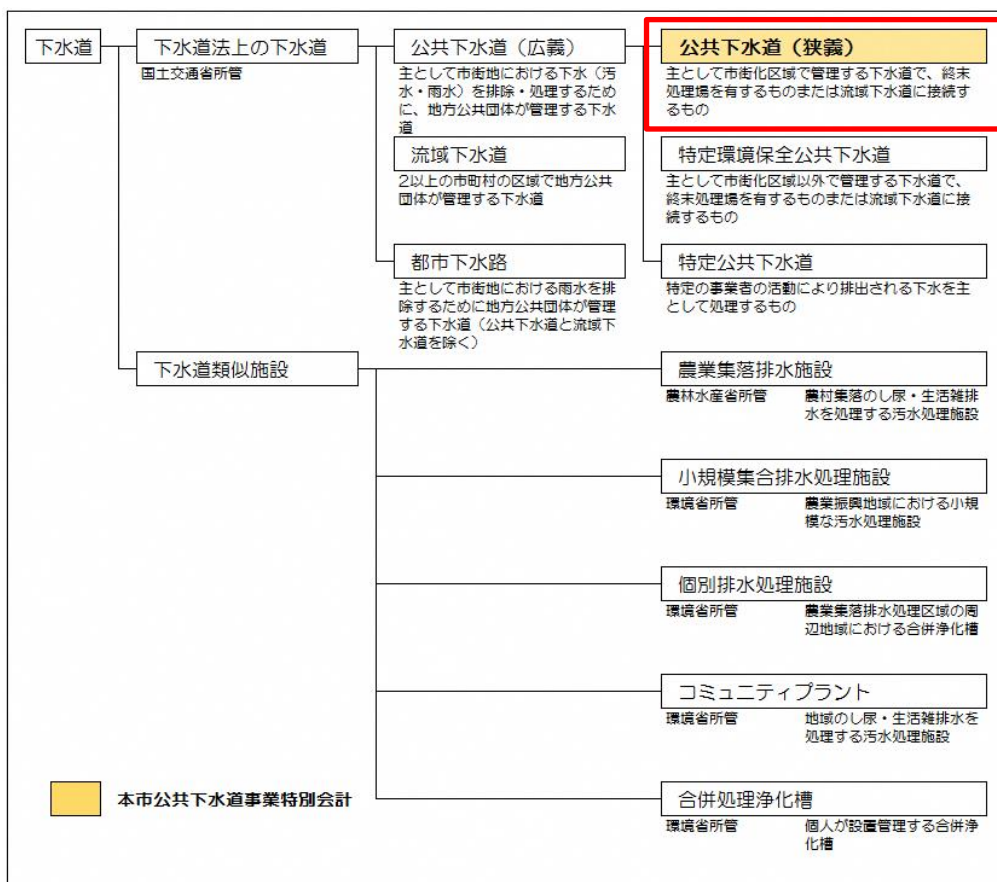 下水道
下水道法上の下水道
国土交通省所管
公共下水道（広義）
主として市街地における下水（汚
水・雨水）を排除・処理するため
に、地方公共団体が管理する下水
道
公共下水道（狭義）
主として市街化区域で管理する下水道で、終末
処理場を有するものまたは流域下水道に接続す
るもの
流域下水道
2以上の市町村の区域で地方公共
団体が管理する下水道
特定環境保全公共下水道
主として市街化区域以外で管理する下水道で、
終末処理場を有するものまたは流域下水道に接
続するもの
都市下水路
主として市街地における雨水を排
除するために地方公共団体が管理
する下水道（公共下水道と流域下
水道を除く）
特定公共下水道
特定の事業者の活動により排出される下水を主
として処理するもの
下水道類似施設
農業集落排水施設
農林水産省所管 農村集落のし尿・生活雑排
水を処理する汚水処理施設
小規模集合排水処理施設
環境省所管 農業振興地域における小規
模な汚水処理施設
個別排水処理施設
環境省所管 農業集落排水処理区域の周
辺地域における合併浄化槽
コミュニティプラント
環境省所管 地域のし尿・生活雑排水を
処理する汚水処理施設
合併処理浄化槽
環境省所管 個人が設置管理する合併浄
化槽
本市公共下水道事業特別会計